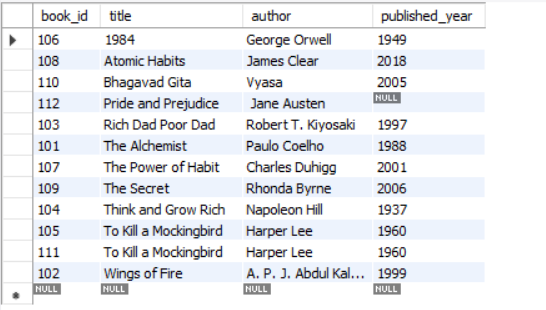 book_id title author published_year
106 1984 George Orwell 1949
108 Atomic Habits James Clear 2018
110 Bhagavad Gita Vyasa 2005
112 Pride and Prejudice Jane Austen NULL
103 Rich Dad Poor Dad Robert T. Kiyosaki 1997
101 The Alchemist Paulo Coelho 1988
107 The Power of Habit Charles Duhigg 2001
109 The Secret Rhonda Byrne 2006
104 Think and Grow Rich Napoleon Hill 1937
105 To Kill a Mockingbird Harper Lee 1960
111 To Kill a Mockingbird Harper Lee 1960
102 Wings of Fire A. P. J. Abdul Kal... 1999
NULL NULL NULL NULL